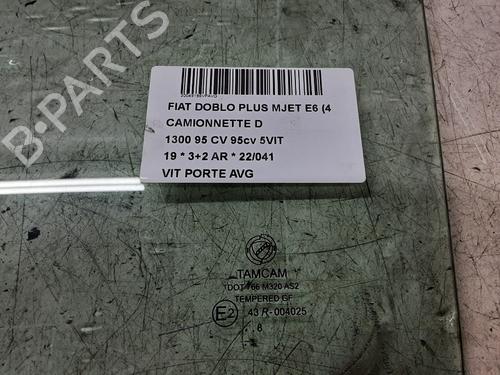 B-PARTS
FIAT DOBLO PLUS MJET E6 (4
CAMIONNETTE D
1300 95 CV 95cv 5VIT
19 * 3+2 AR * 22/041
VIT PORTE AVG
TAMCAM
DOT 766 M320 AS2
TEMPERED GF
E2 43 R-004025